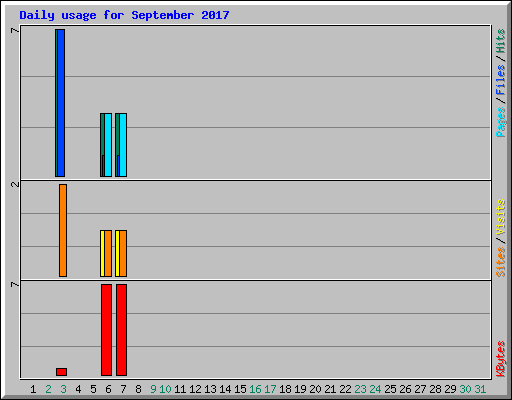 Daily usage for September 2017
7
2
7
Pages/Files/Hits
Sites/Visits
KBytes
1 2 3 4 5 6 7 8 9 10 11 12 13 14 15 16 17 18 19 20 21 22 23 24 25 26 27 28 29 30 31